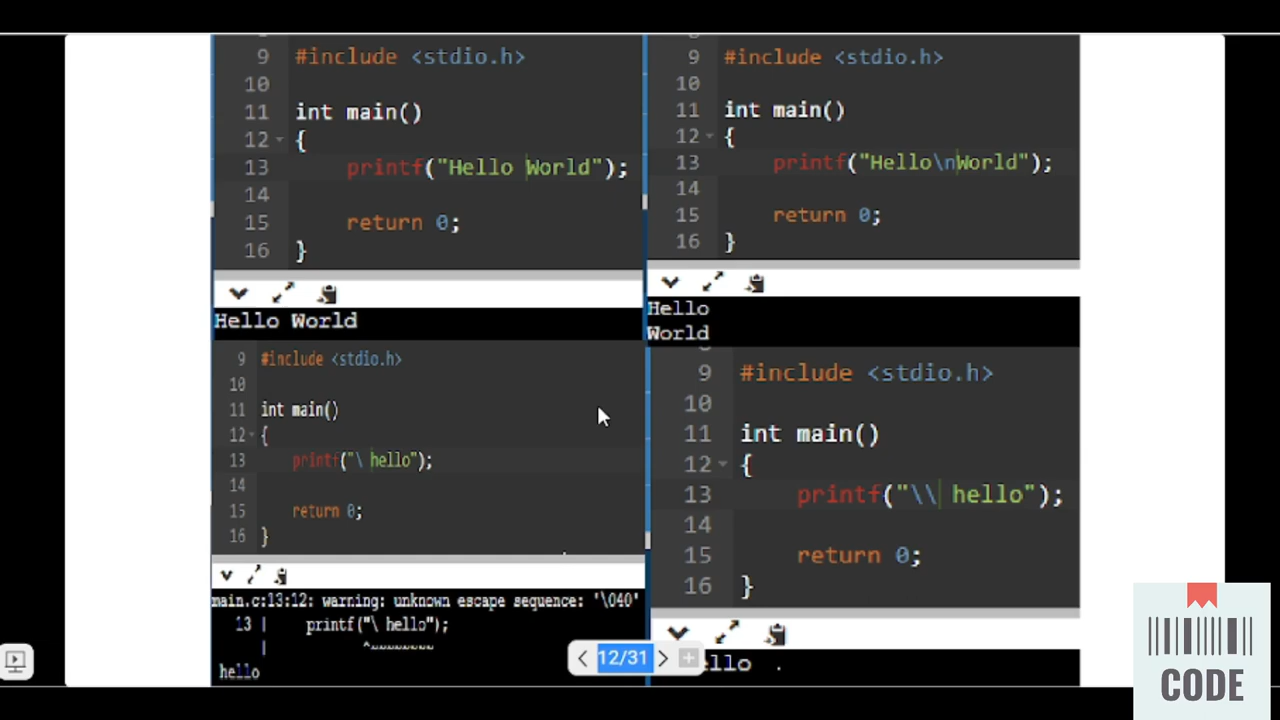 9 #include <stdio.h>
10
11 int main()
12 {
13 printf("Hello World");
14
15 return 0;
16 }
Hello World
9 #include <stdio.h>
10
11 int main()
12 {
13 printf("Hello\nWorld");
14
15 return 0;
16 }
Hello
World
9 #include <stdio.h>
10
11 int main()
12 {
13 printf("\ hello");
14
15 return 0;
16 }
main.c:13:12: warning: unknown escape sequence: '\040'
13 | printf("\ hello");
| ^~~~~~~~~
hello
9 #include <stdio.h>
10
11 int main()
12 {
13 printf("\\ hello");
14
15 return 0;
16 }
ello
12/31
CODE